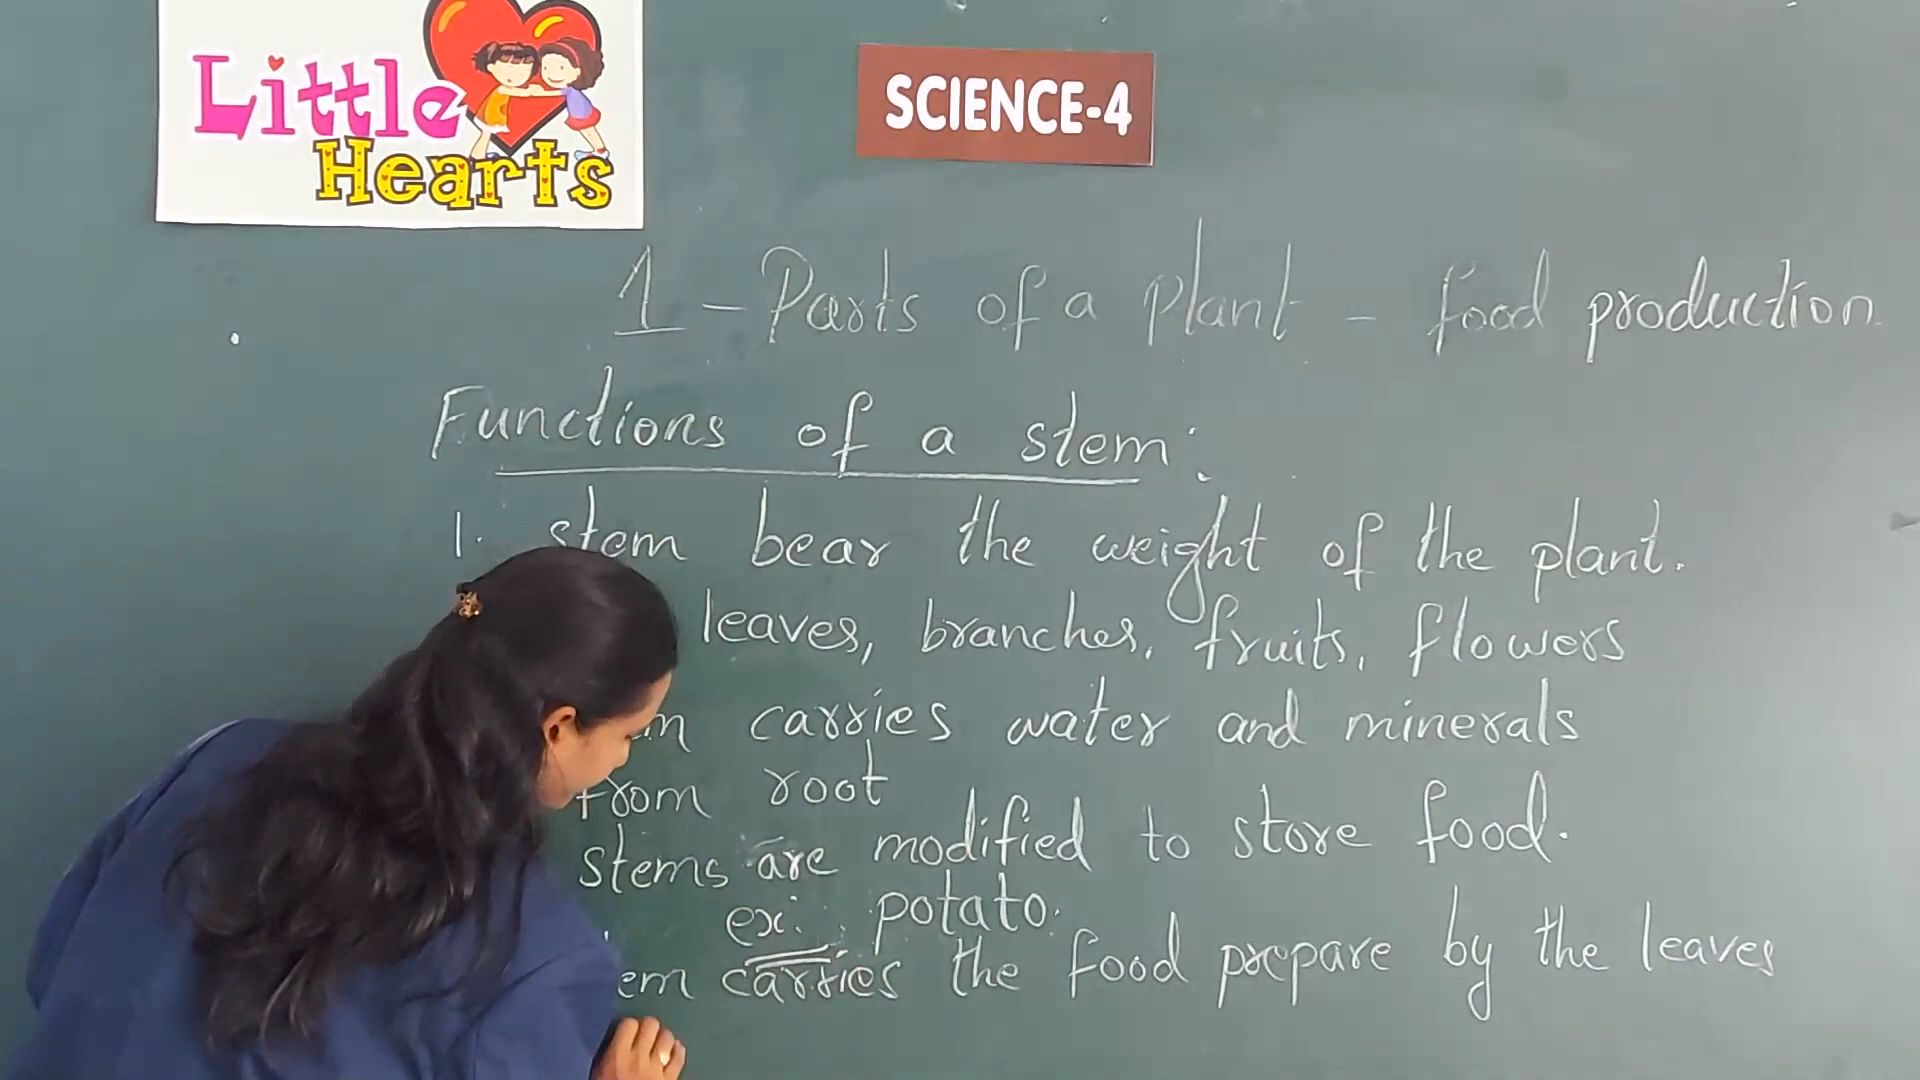 Little
Hearts
SCIENCE-4
1 - Parts of a plant - food production
Functions of a stem:
1. stem bear the weight of the plant.
leaves, branches, fruits, flowers
carries water and minerals
from root
stems are modified to store food.
ex: potato.
carries the food prepare by the leaves